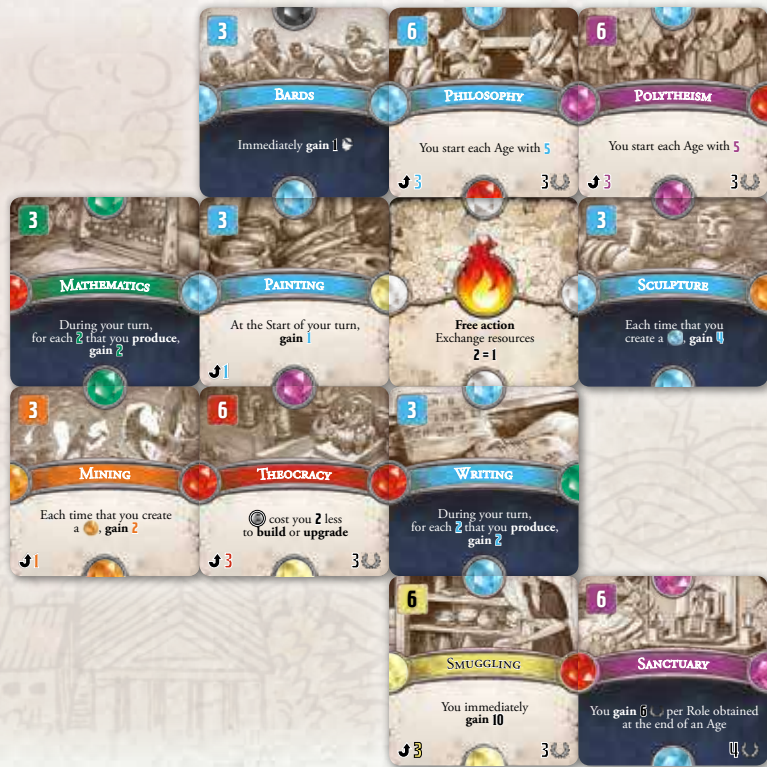 3
BARDS
Immediately gain 1
6
PHILOSOPHY
You start each Age with 5
3
3
6
POLYTHEISM
You start each Age with 5
3
3
3
MATHEMATICS
During your turn,
for each 2 that you produce,
gain 2
3
PAINTING
At the Start of your turn,
gain 1
1
Free action
Exchange resources
2 = 1
3
SCULPTURE
Each time that you
create a , gain 4
3
MINING
Each time that you create
a , gain 2
1
6
THEOCRACY
cost you 2 less
to build or upgrade
3
3
3
WRITING
During your turn,
for each 2 that you produce,
gain 2
6
SMUGGLING
You immediately
gain 10
3
3
6
SANCTUARY
You gain 6 per Role obtained
at the end of an Age
4